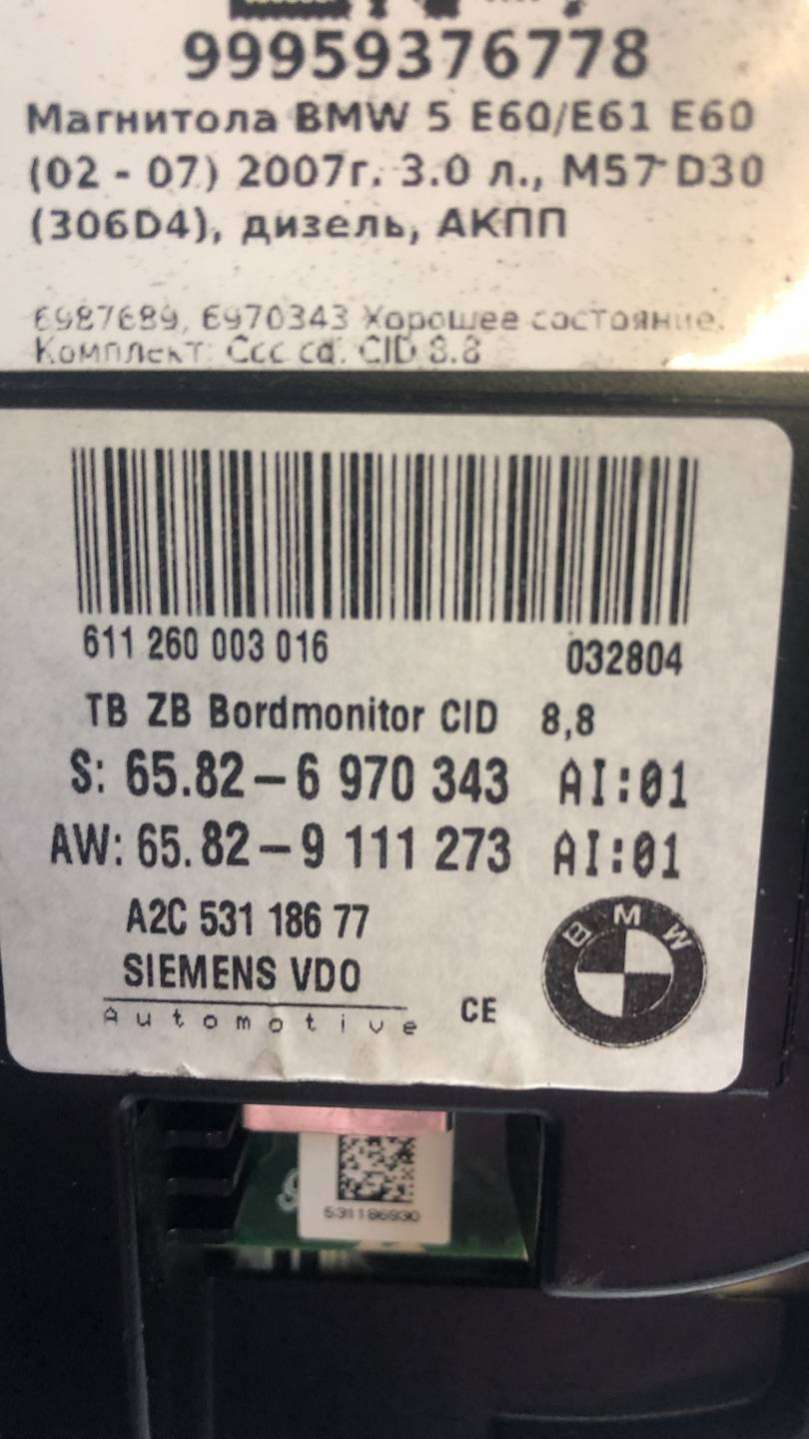 99959376778
Магнитола BMW 5 E60/E61 E60
(02 - 07) 2007г. 3.0 л., M57 D30
(306D4), дизель, АКПП
6987689, 6970343 Хорошее состояние.
Комплект: Ccc cd. CID 8.8
611 260 003 016 032804
TB ZB Bordmonitor CID 8,8
S: 65.82-6 970 343 AI:01
AW: 65.82-9 111 273 AI:01
A2C 531 186 77
SIEMENS VDO
Automotive CE
BMW
531186930